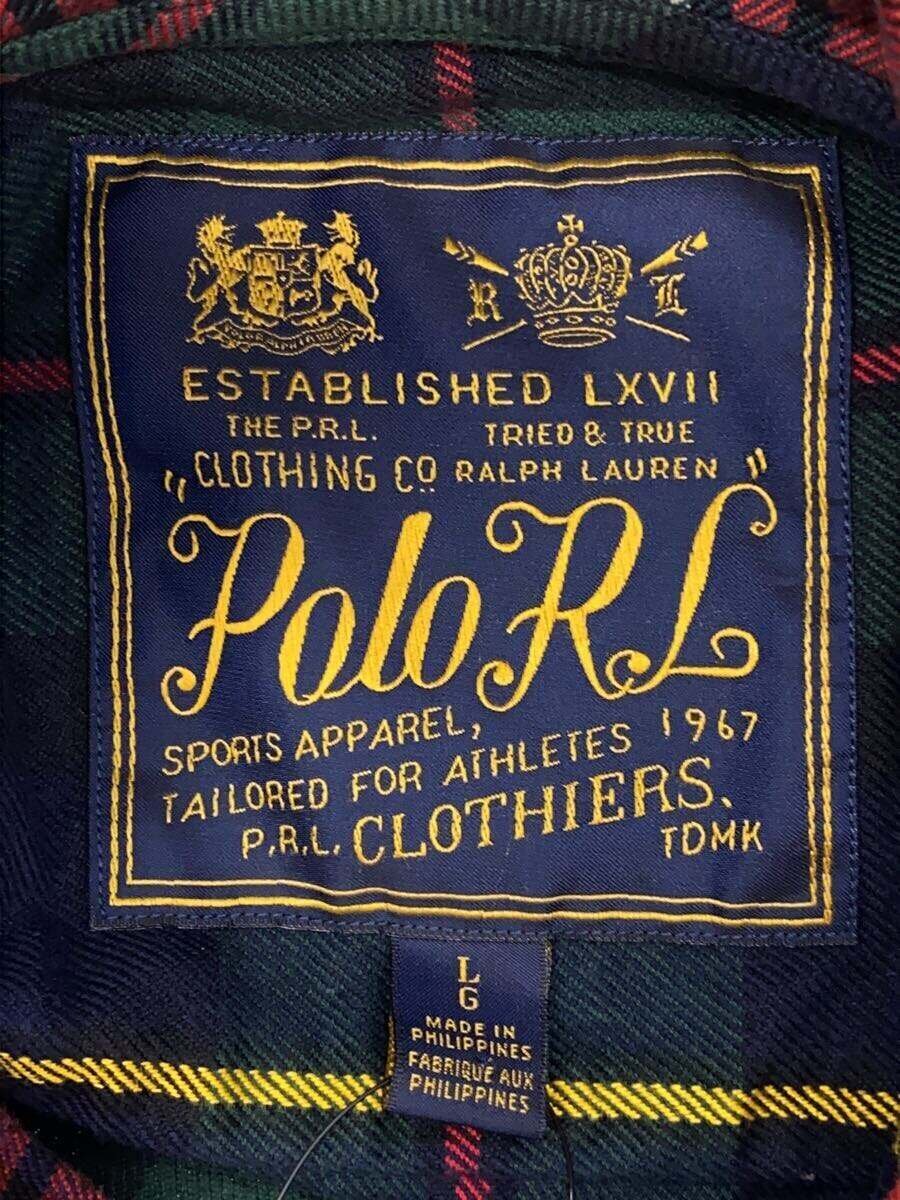 R L
ESTABLISHED LXVII
THE P.R.L. TRIED & TRUE
"CLOTHING CO RALPH LAUREN"
Polo RL
SPORTS APPAREL,
TAILORED FOR ATHLETES 1967
P.R.L. CLOTHIERS. TDMK
L
G
MADE IN
PHILIPPINES
FABRIQUÉ AUX
PHILIPPINES